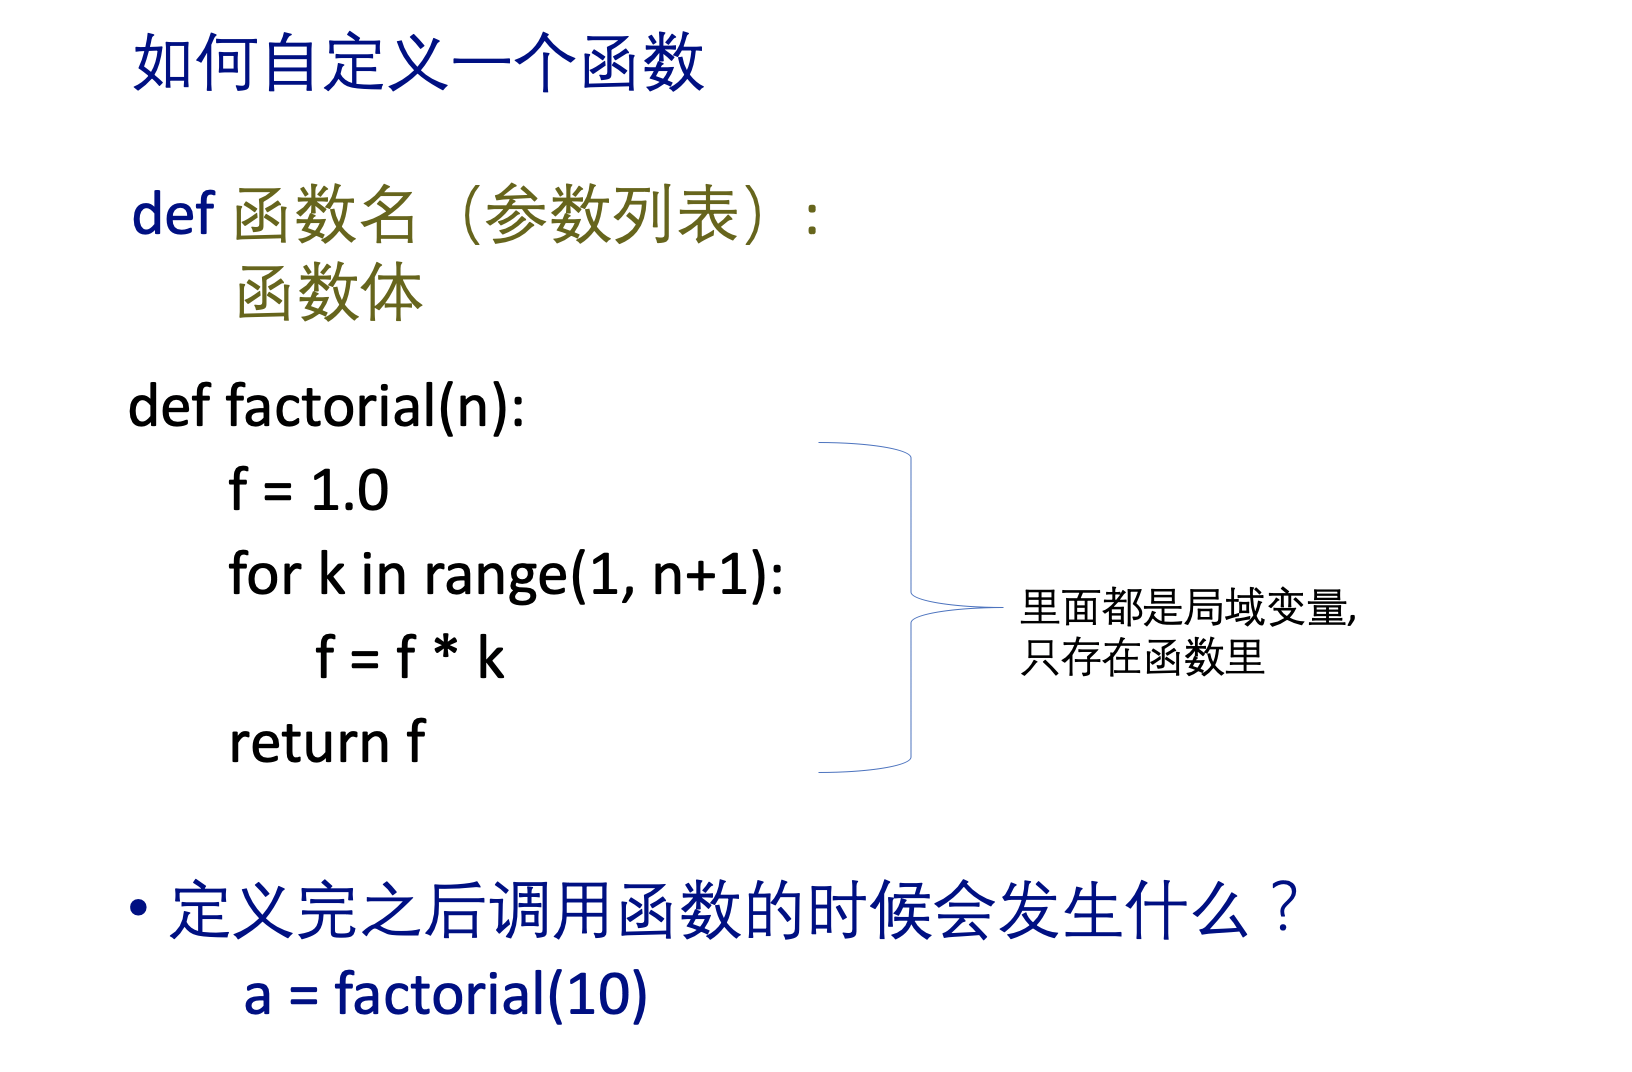 如何自定义一个函数
def 函数名（参数列表）:
函数体
def factorial(n):
f = 1.0
for k in range(1, n+1):
f = f * k
return f
里面都是局域变量,
只存在函数里
• 定义完之后调用函数的时候会发生什么？
a = factorial(10)